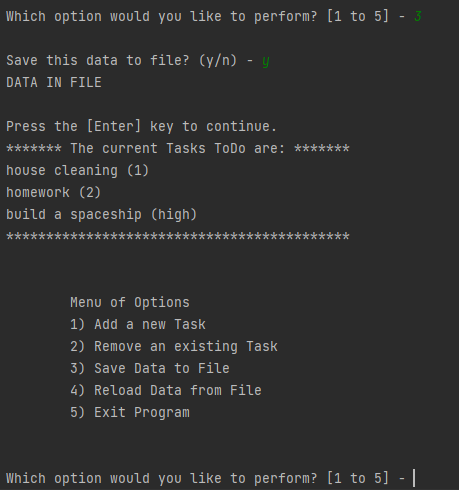 Which option would you like to perform? [1 to 5] - 3
Save this data to file? (y/n) - y
DATA IN FILE
Press the [Enter] key to continue.
******* The current Tasks ToDo are: *******
house cleaning (1)
homework (2)
build a spaceship (high)
*******************************************
Menu of Options
1) Add a new Task
2) Remove an existing Task
3) Save Data to File
4) Reload Data from File
5) Exit Program
Which option would you like to perform? [1 to 5] -